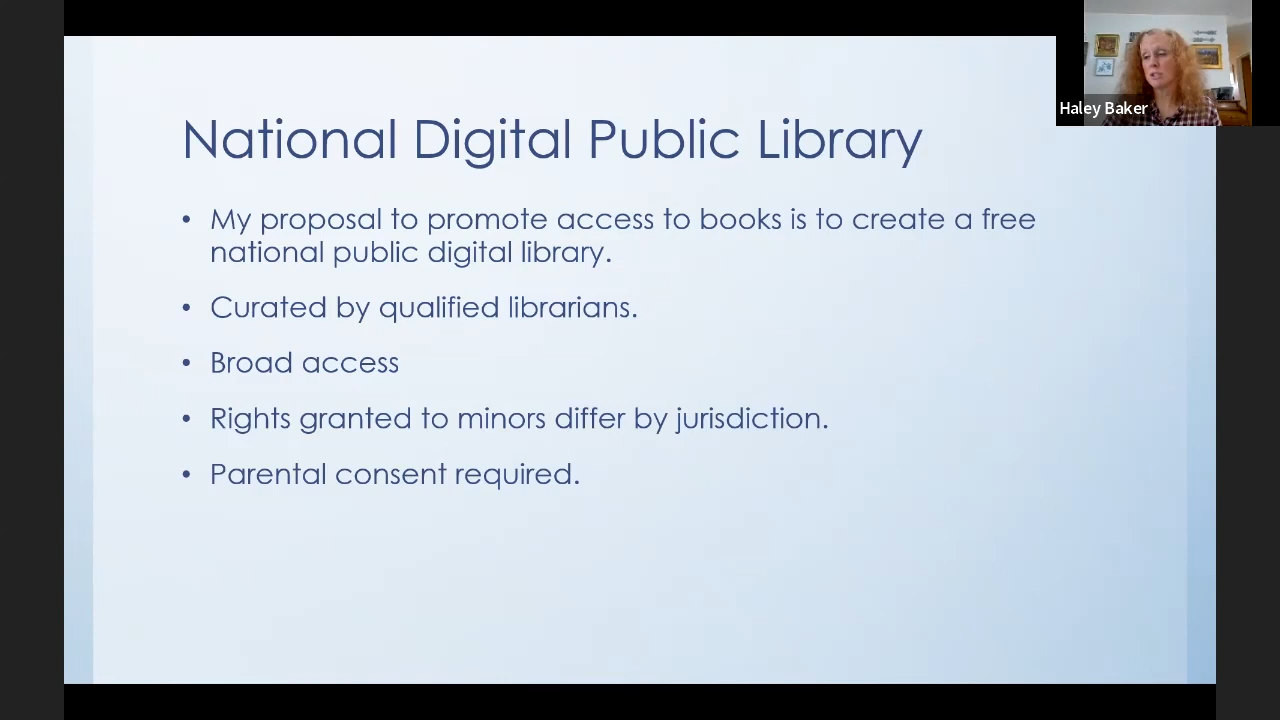 National Digital Public Library
• My proposal to promote access to books is to create a free
national public digital library.
• Curated by qualified librarians.
• Broad access
• Rights granted to minors differ by jurisdiction.
• Parental consent required.
Haley Baker